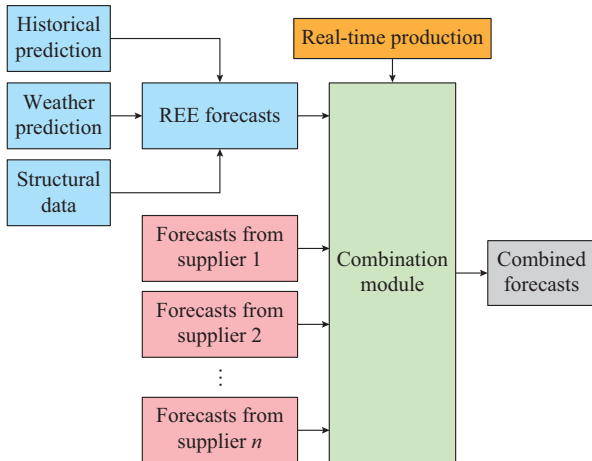 Historical
prediction
Real-time production
Weather
prediction
REE forecasts
Structural
data
Forecasts from
supplier 1
Combination
module
Combined
forecasts
Forecasts from
supplier 2
⋮
Forecasts from
supplier n